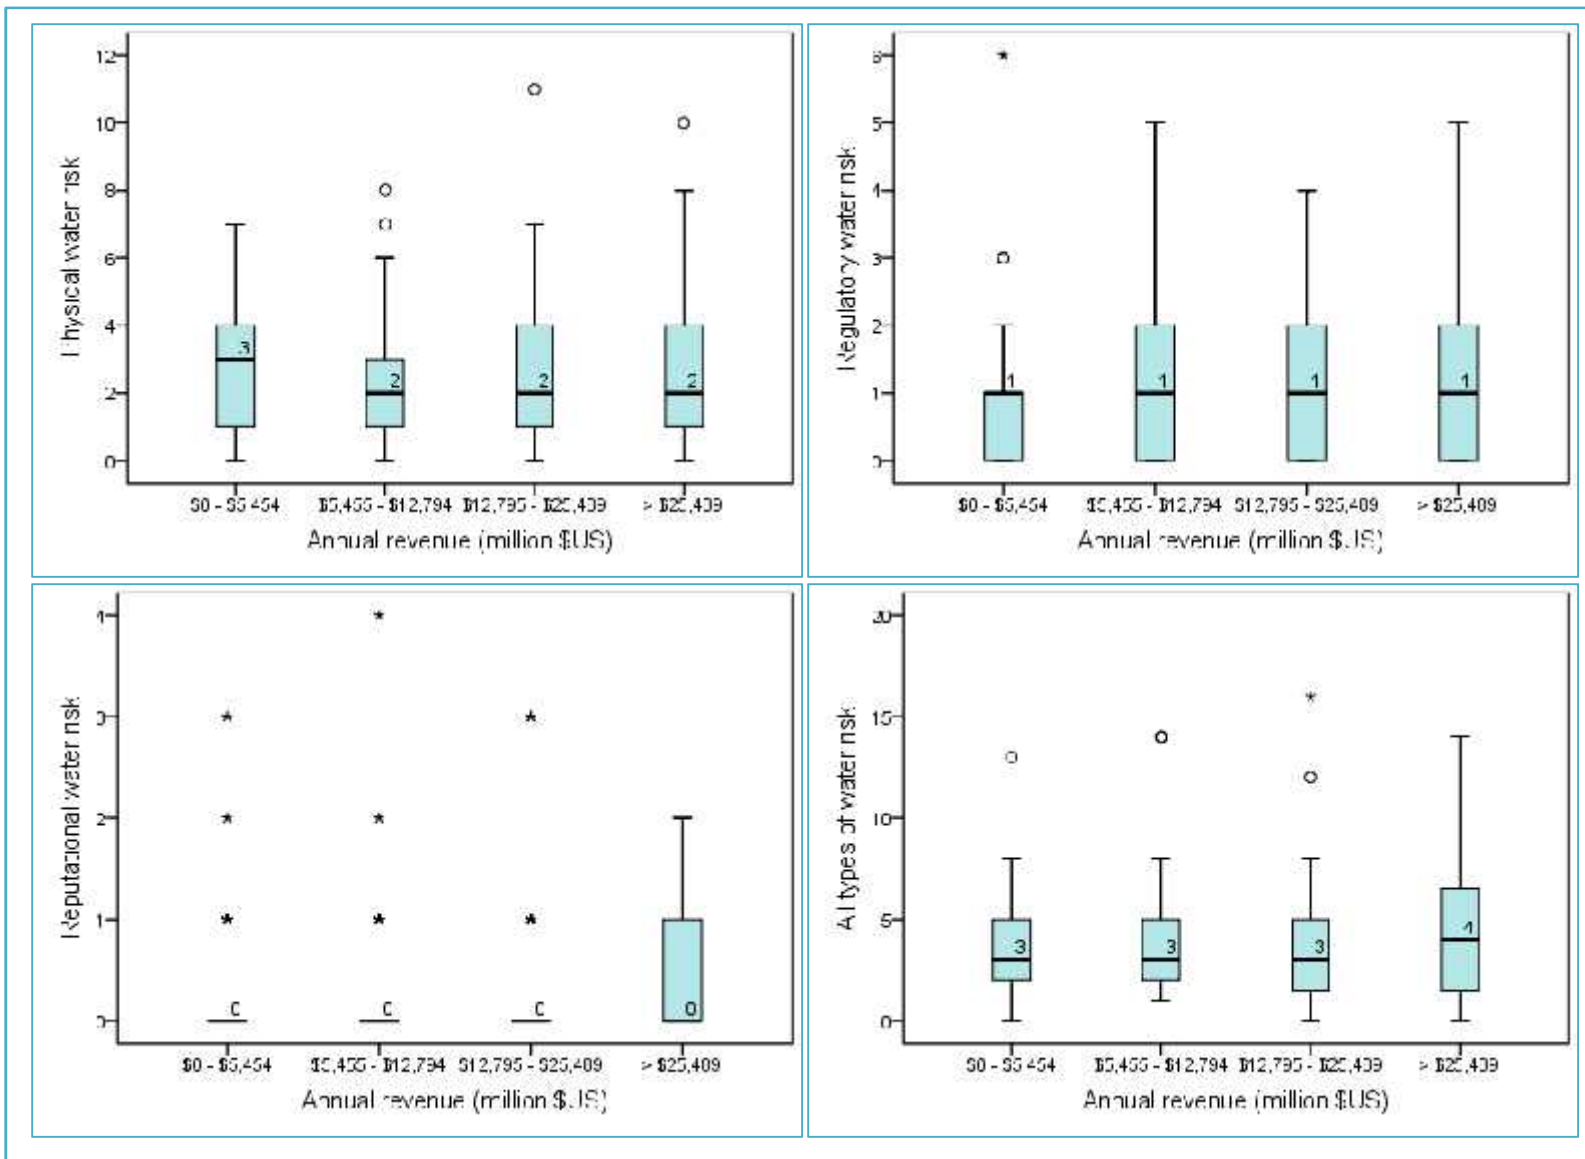 Physical water risk
12
10
8
6
4
2
0
3
2
2
2
$0 - $5,454
$5,455 - $12,794
$12,795 - $25,409
> $25,409
Annual revenue (million $US)
Regulatory water risk
6
5
4
3
2
1
0
1
1
1
1
$0 - $5,454
$5,455 - $12,794
$12,795 - $25,409
> $25,409
Annual revenue (million $US)
Reputational water risk
4
3
2
1
0
0
0
0
0
$0 - $5,454
$5,455 - $12,794
$12,795 - $25,409
> $25,409
Annual revenue (million $US)
All types of water risk
20
15
10
5
0
3
3
3
4
$0 - $5,454
$5,455 - $12,794
$12,795 - $25,409
> $25,409
Annual revenue (million $US)